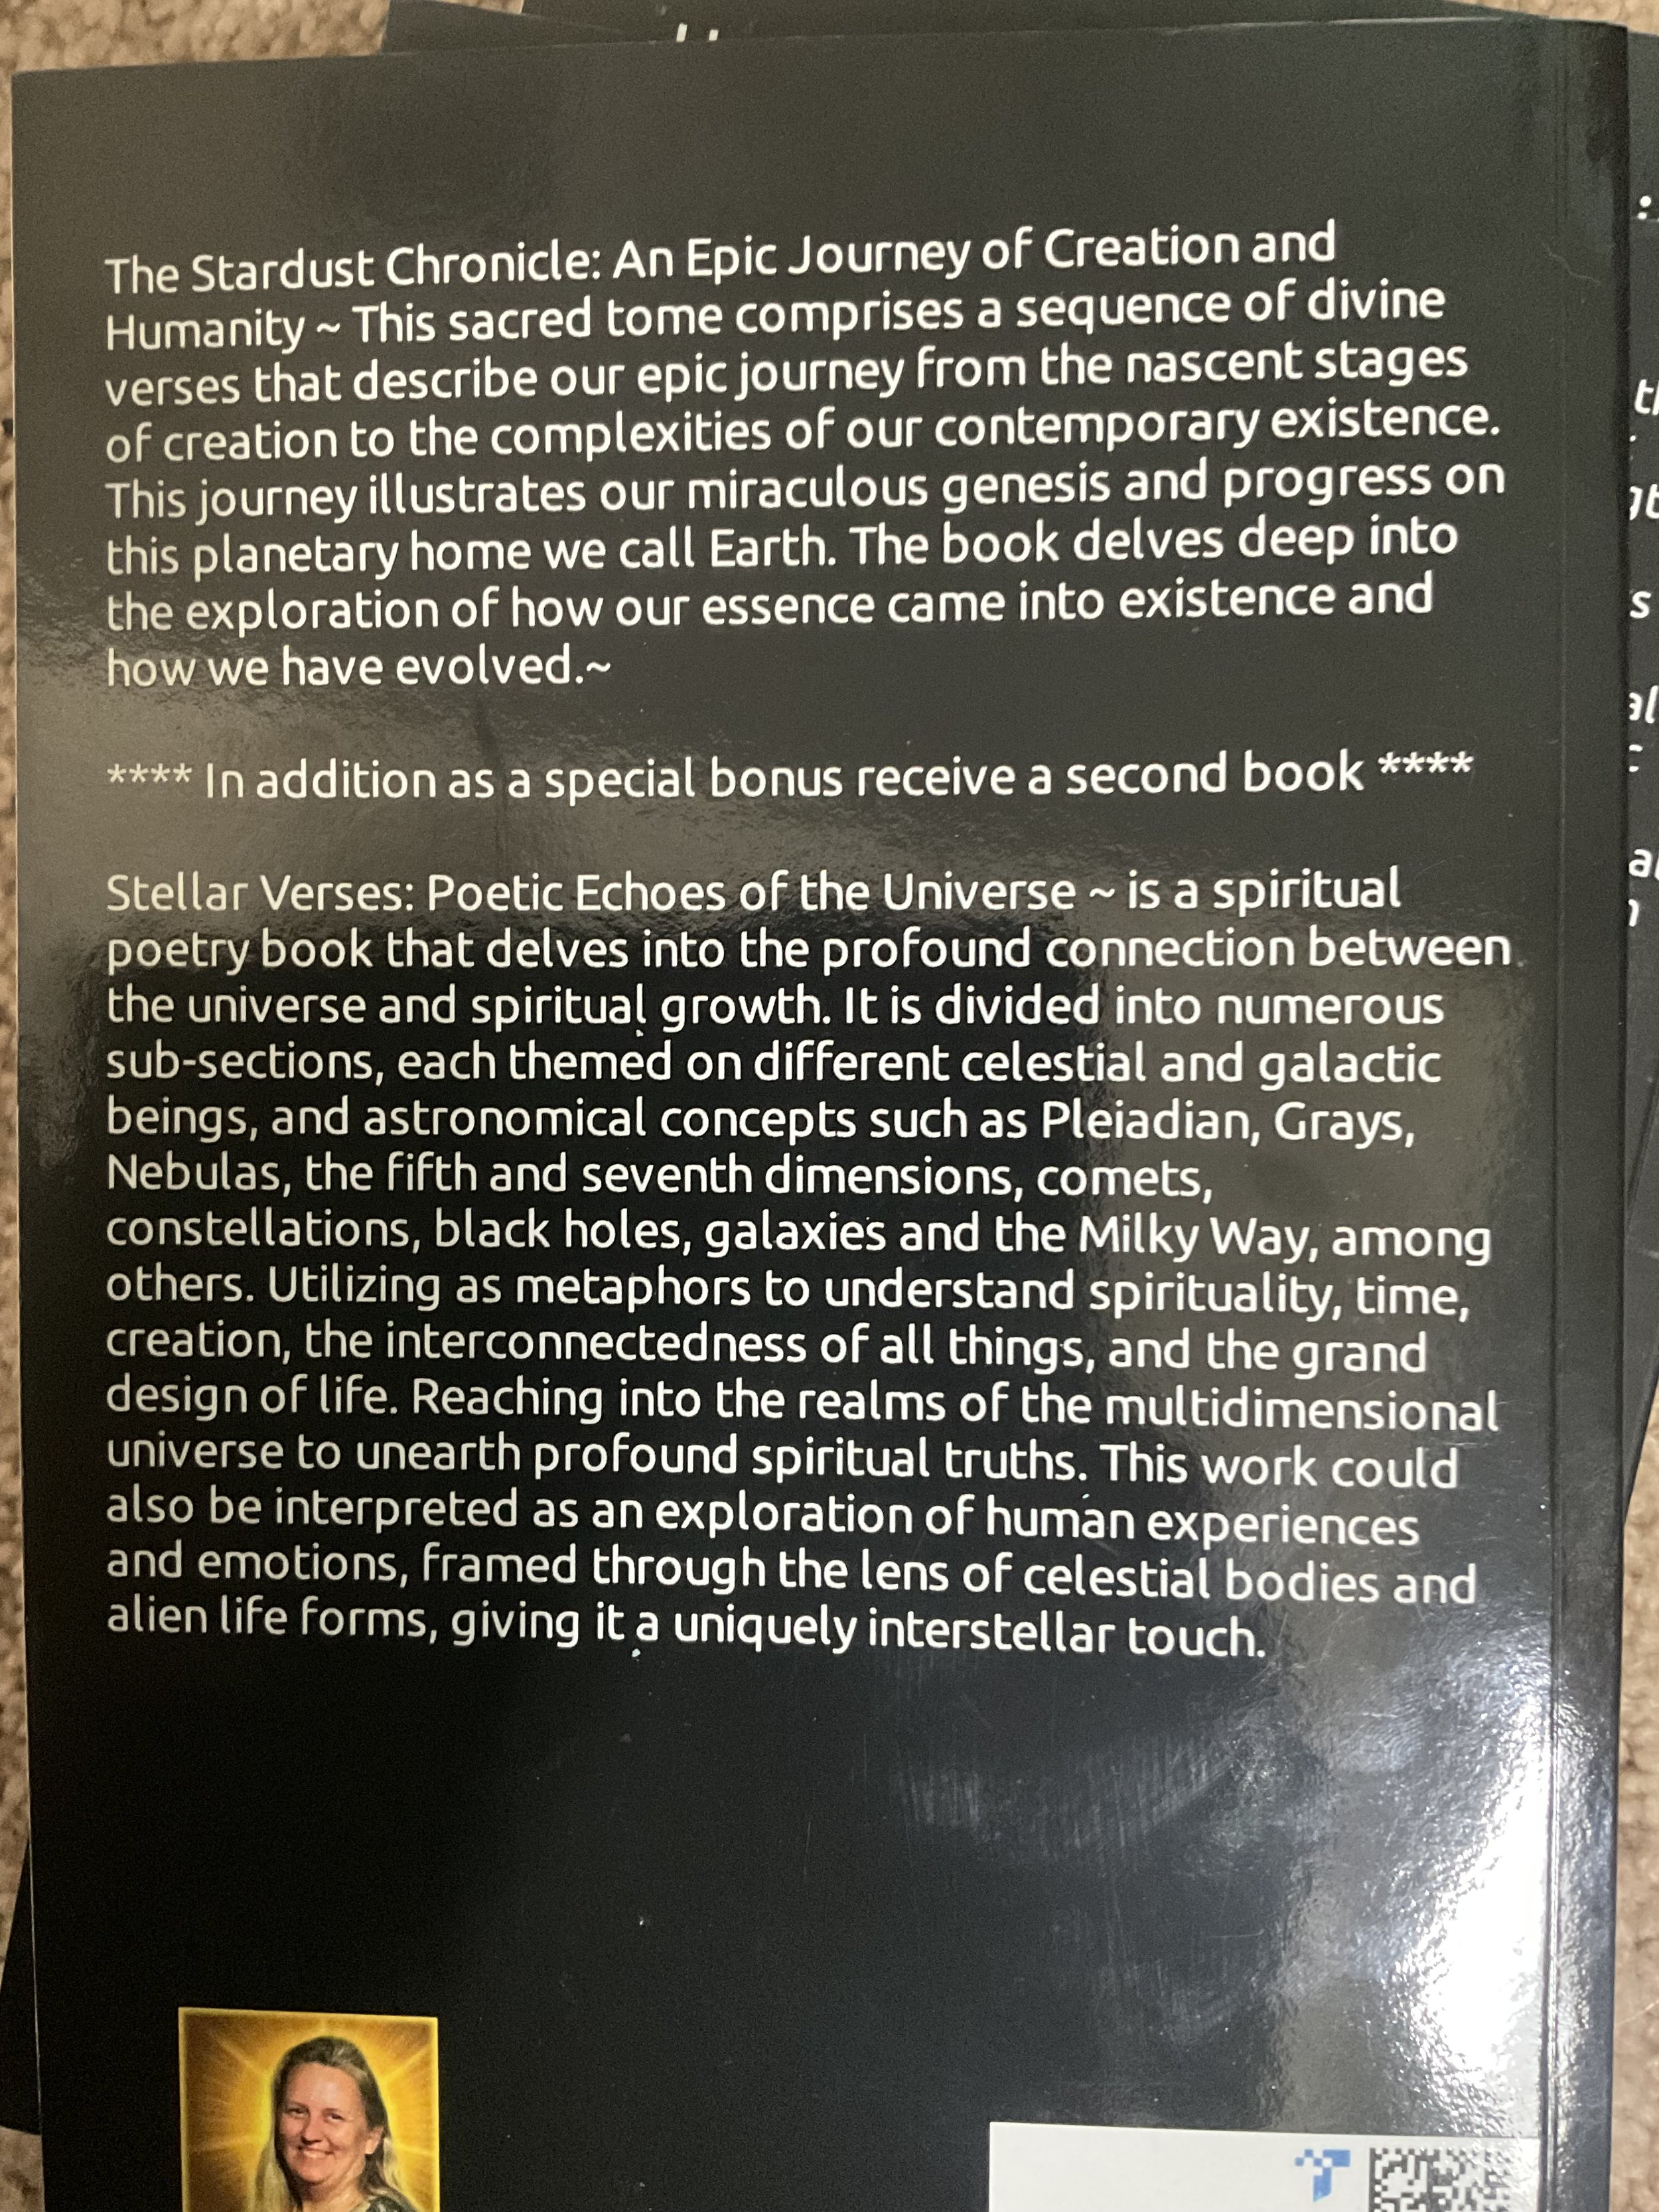 The Stardust Chronicle: An Epic Journey of Creation and
Humanity ~ This sacred tome comprises a sequence of divine
verses that describe our epic journey from the nascent stages
of creation to the complexities of our contemporary existence.
This journey illustrates our miraculous genesis and progress on
this planetary home we call Earth. The book delves deep into
the exploration of how our essence came into existence and
how we have evolved.~
**** In addition as a special bonus receive a second book ****
Stellar Verses: Poetic Echoes of the Universe ~ is a spiritual
poetry book that delves into the profound connection between
the universe and spiritual growth. It is divided into numerous
sub-sections, each themed on different celestial and galactic
beings, and astronomical concepts such as Pleiadian, Grays,
Nebulas, the fifth and seventh dimensions, comets,
constellations, black holes, galaxies and the Milky Way, among
others. Utilizing as metaphors to understand spirituality, time,
creation, the interconnectedness of all things, and the grand
design of life. Reaching into the realms of the multidimensional
universe to unearth profound spiritual truths. This work could
also be interpreted as an exploration of human experiences
and emotions, framed through the lens of celestial bodies and
alien life forms, giving it a uniquely interstellar touch.